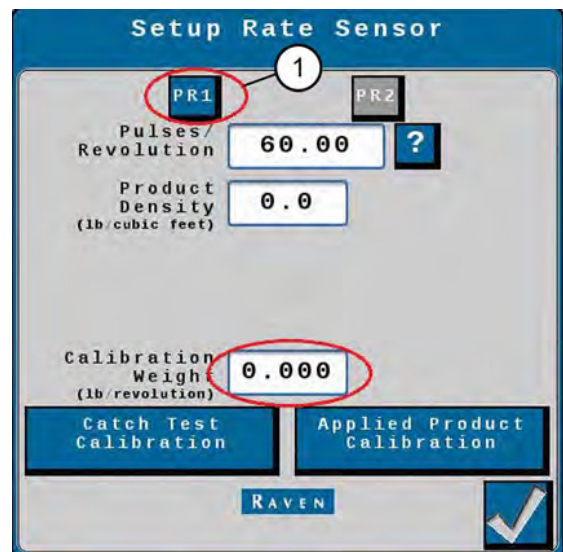 Setup Rate Sensor
1
PR1 PR2
Pulses/
Revolution 60.00 ?
Product
Density 0.0
(lb/cubic feet)
Calibration
Weight 0.000
(lb/revolution)
Catch Test Applied Product
Calibration Calibration
RAVEN